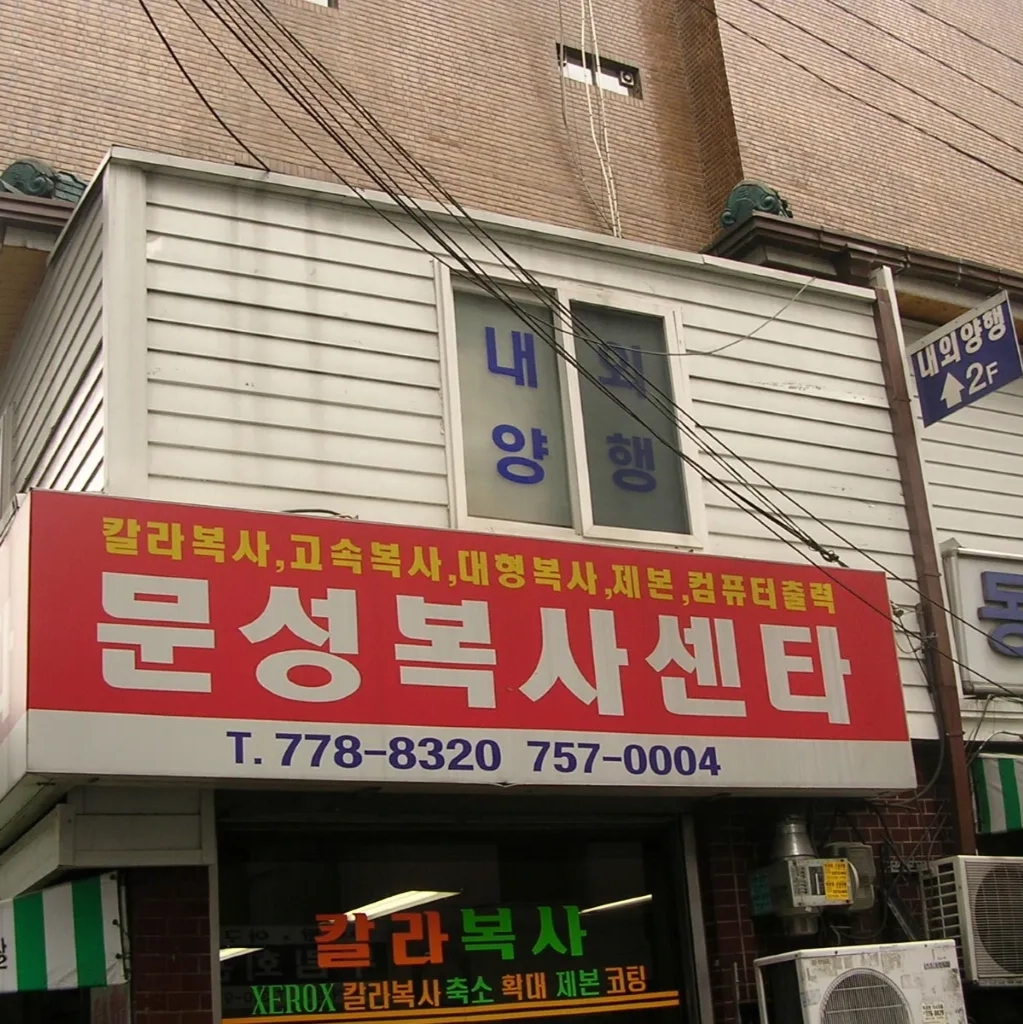 내외
양행
내외양행
2F
칼라복사,고속복사,대형복사,제본,컴퓨터출력
문성복사센타
T. 778-8320 757-0004
동
칼라복사
XEROX 칼라복사 축소 확대 제본 코팅